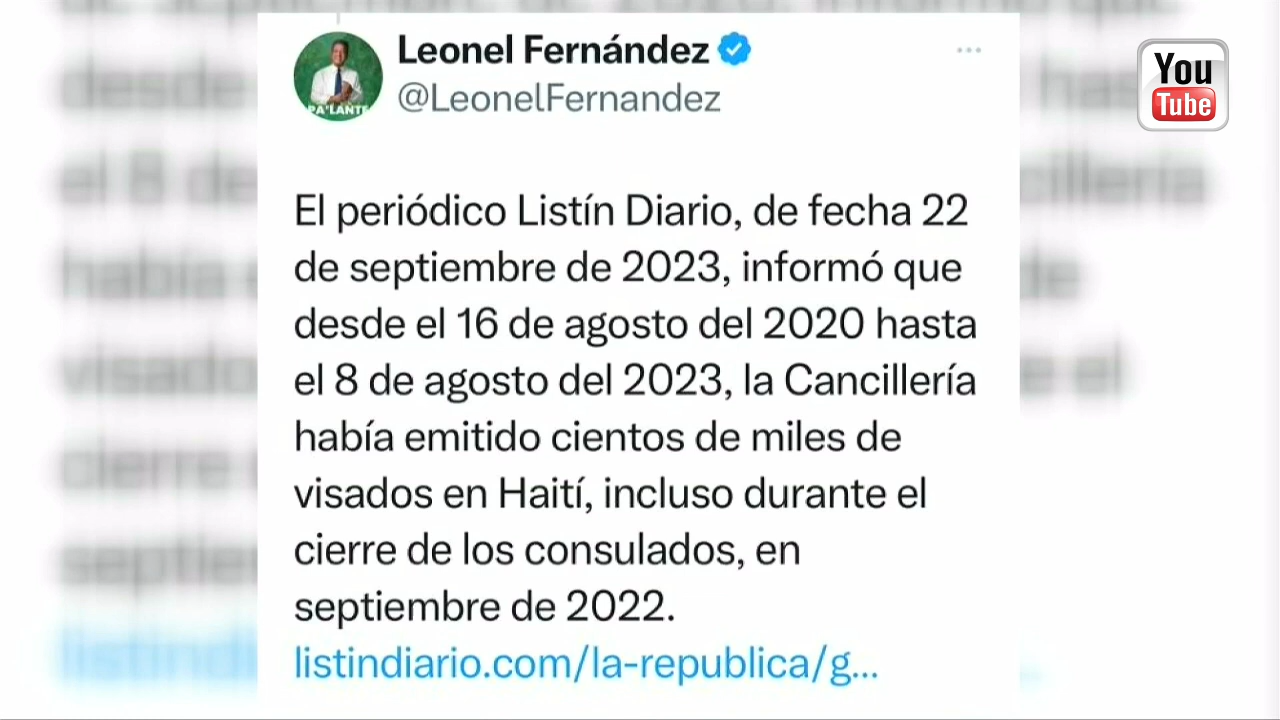 Leonel Fernández
@LeonelFernandez
PA'LANTE
You
Tube
El periódico Listín Diario, de fecha 22
de septiembre de 2023, informó que
desde el 16 de agosto del 2020 hasta
el 8 de agosto del 2023, la Cancillería
había emitido cientos de miles de
visados en Haití, incluso durante el
cierre de los consulados, en
septiembre de 2022.
listindiario.com/la-republica/g...